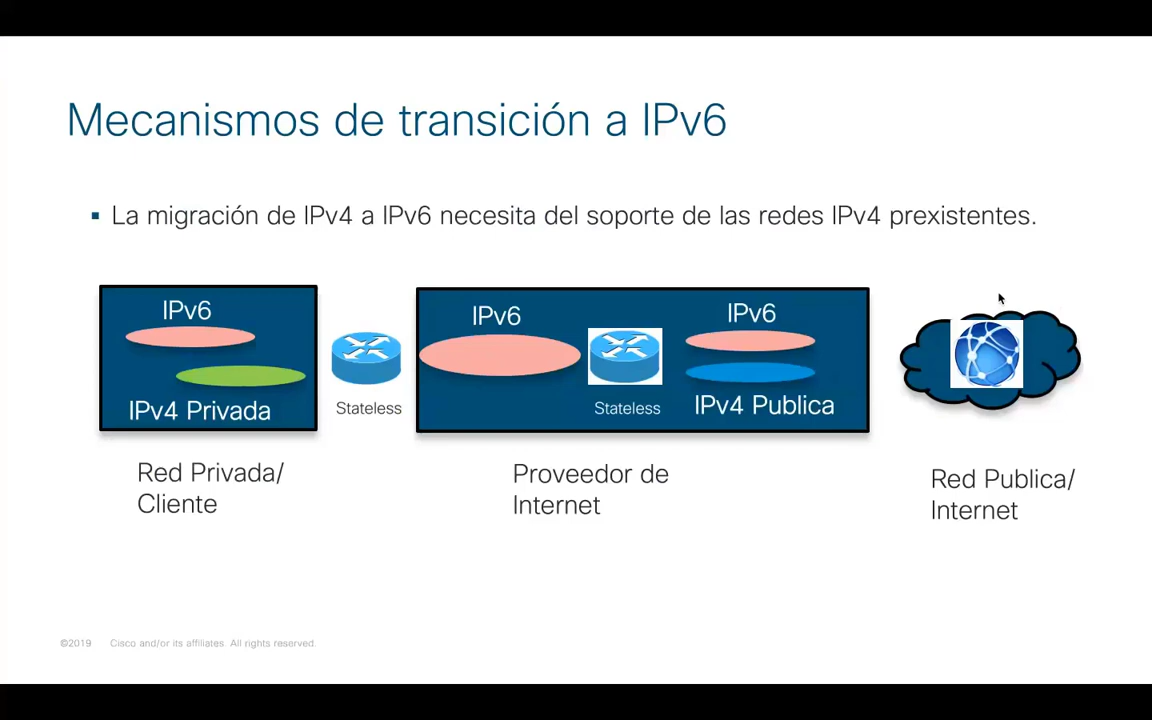 Mecanismos de transición a IPv6
▪ La migración de IPv4 a IPv6 necesita del soporte de las redes IPv4 prexistentes.
IPv6
IPv4 Privada
Stateless
IPv6
Stateless
IPv6
IPv4 Publica
Red Privada/
Cliente
Proveedor de
Internet
Red Publica/
Internet
©2019 Cisco and/or its affiliates. All rights reserved.